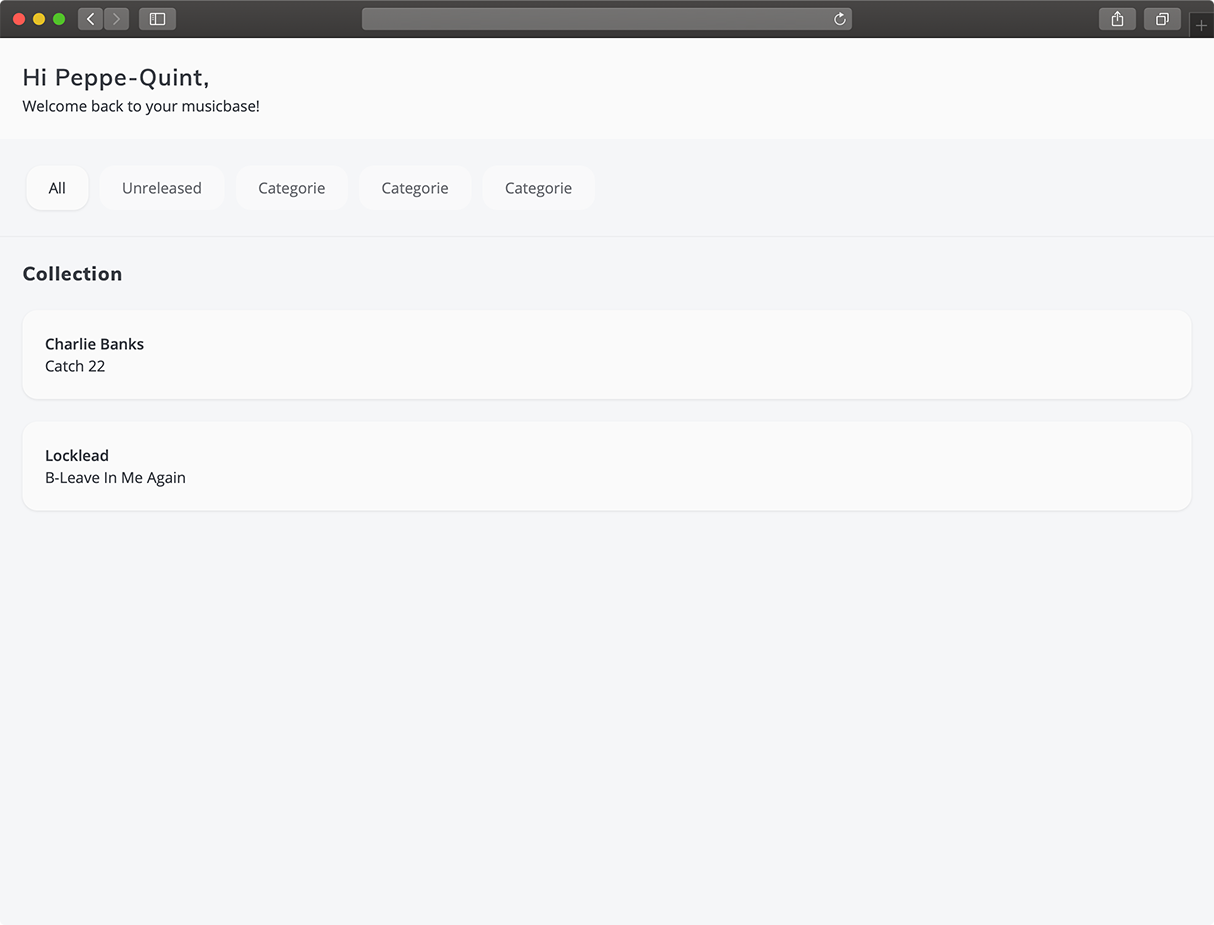 Hi Peppe-Quint,
Welcome back to your musicbase!
All
Unreleased
Categorie
Categorie
Categorie
Collection
Charlie Banks
Catch 22
Locklead
B-Leave In Me Again